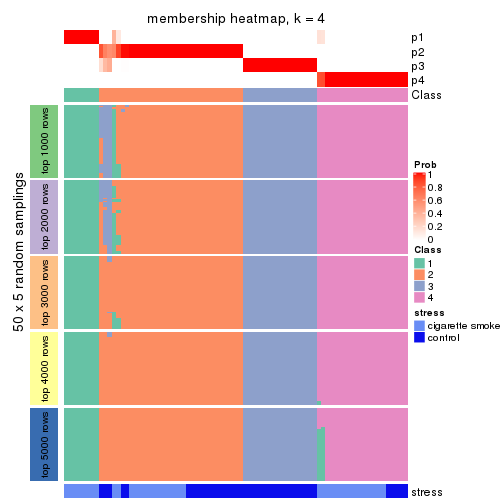 membership heatmap, k = 4
p1
p2
p3
p4
Class
50 x 5 random samplings
top 1000 rows
top 2000 rows
top 3000 rows
top 4000 rows
top 5000 rows
stress
Prob
1
0.8
0.6
0.4
0.2
0
Class
1
2
3
4
stress
cigarette smoke
control